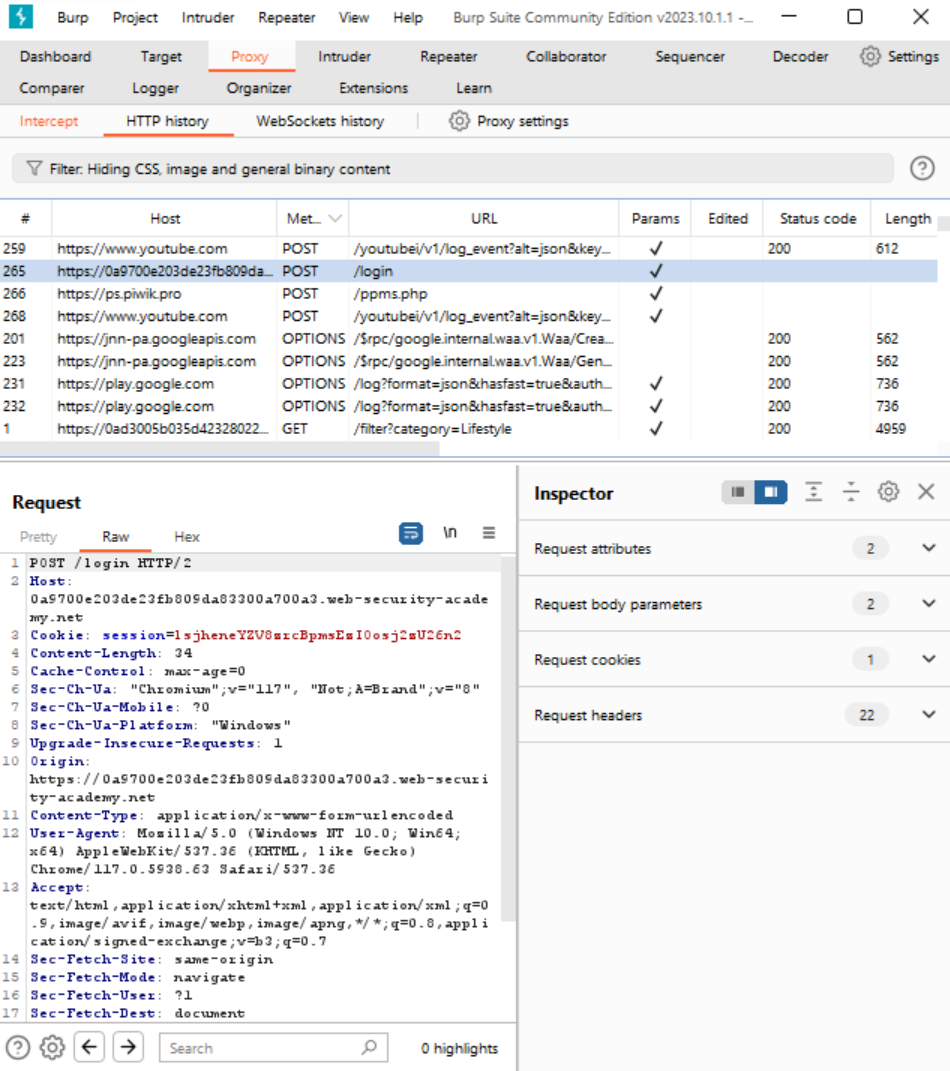 Burp Project Intruder Repeater View Help Burp Suite Community Edition v2023.10.1.1 -...
Dashboard Target Proxy Intruder Repeater Collaborator Sequencer Decoder Settings
Comparer Logger Organizer Extensions Learn
Intercept HTTP history WebSockets history Proxy settings
Filter: Hiding CSS, image and general binary content
# Host Met... URL Params Edited Status code Length
259 https://www.youtube.com POST /youtubei/v1/log_event?alt=json&key... ✓ 200 612
265 https://0a9700e203de23fb809da... POST /login ✓
266 https://ps.piwik.pro POST /ppms.php ✓
268 https://www.youtube.com POST /youtubei/v1/log_event?alt=json&key... ✓
201 https://jnn-pa.googleapis.com OPTIONS /$rpc/google.internal.waa.v1.Waa/Crea... 200 562
223 https://jnn-pa.googleapis.com OPTIONS /$rpc/google.internal.waa.v1.Waa/Gen... 200 562
231 https://play.google.com OPTIONS /log?format=json&hasfast=true&auth... ✓ 200 736
232 https://play.google.com OPTIONS /log?format=json&hasfast=true&auth... ✓ 200 736
1 https://0ad3005b035d42328022... GET /filter?category=Lifestyle ✓ 200 4959
Request
Pretty Raw Hex \n
1 POST /login HTTP/2
2 Host:
0a9700e203de23fb809da83300a700a3.web-security-acade
my.net
3 Cookie: session=lsjheneYZV8srcBpmsEsI0osj2sU26n2
4 Content-Length: 34
5 Cache-Control: max-age=0
6 Sec-Ch-Ua: "Chromium";v="117", "Not;A=Brand";v="8"
7 Sec-Ch-Ua-Mobile: ?0
8 Sec-Ch-Ua-Platform: "Windows"
9 Upgrade-Insecure-Requests: 1
10 Origin:
https://0a9700e203de23fb809da83300a700a3.web-securi
ty-academy.net
11 Content-Type: application/x-www-form-urlencoded
12 User-Agent: Mozilla/5.0 (Windows NT 10.0; Win64;
x64) AppleWebKit/537.36 (KHTML, like Gecko)
Chrome/117.0.5938.63 Safari/537.36
13 Accept:
text/html,application/xhtml+xml,application/xml;q=0
.9,image/avif,image/webp,image/apng,*/*;q=0.8,appli
cation/signed-exchange;v=b3;q=0.7
14 Sec-Fetch-Site: same-origin
15 Sec-Fetch-Mode: navigate
16 Sec-Fetch-User: ?1
17 Sec-Fetch-Dest: document
Search 0 highlights
Inspector
Request attributes 2
Request body parameters 2
Request cookies 1
Request headers 22